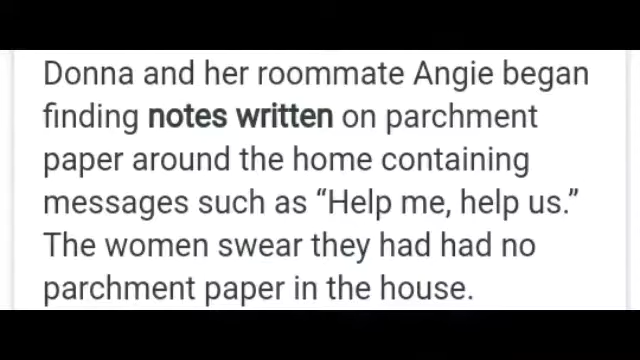 Donna and her roommate Angie began
finding notes written on parchment
paper around the home containing
messages such as “Help me, help us.”
The women swear they had had no
parchment paper in the house.